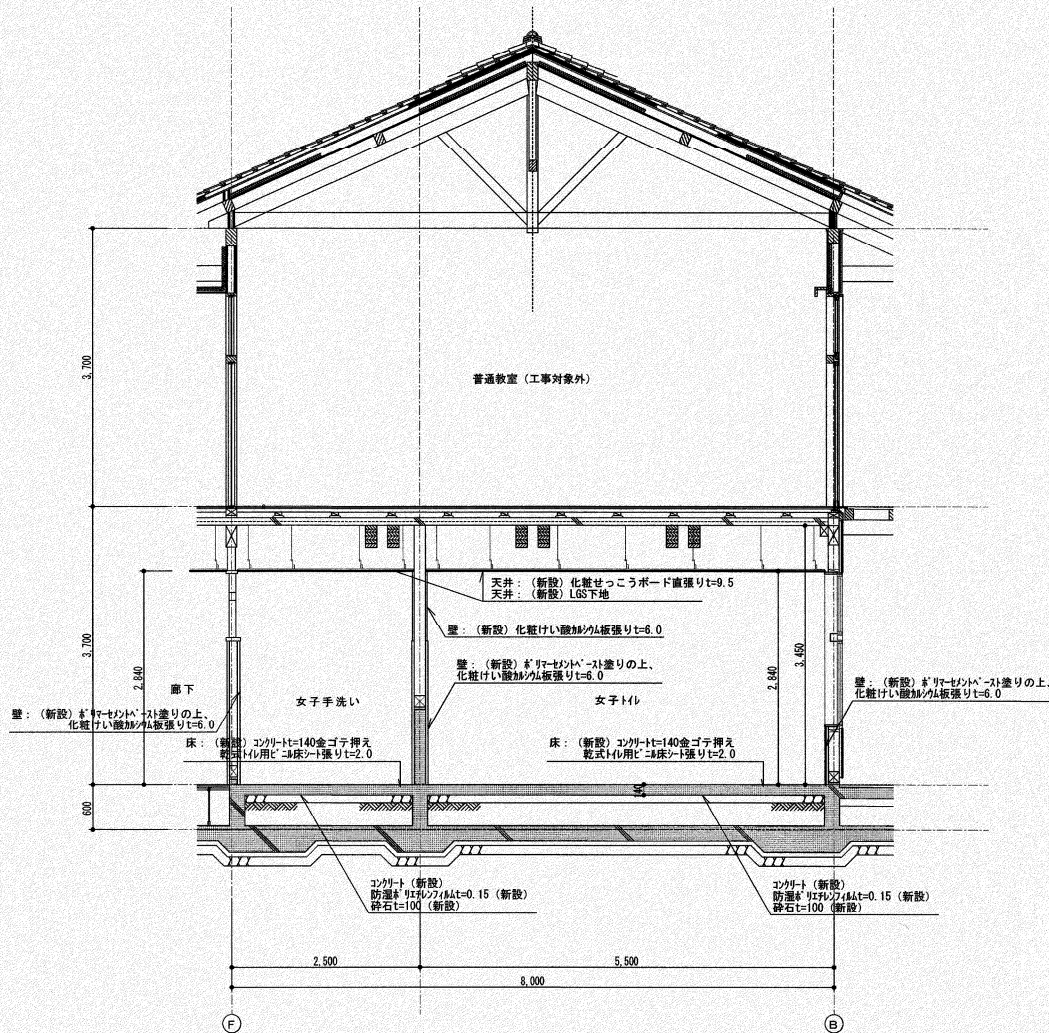 3,700
普通教室（工事対象外）
天井：（新設）化粧せっこうボード直張りt=9.5
天井：（新設）LGS下地
壁：（新設）化粧けい酸ｶﾙｼｳﾑ板張りt=6.0
3,700
2,840
廊下
壁：（新設）ﾎﾟﾘﾏｰｾﾒﾝﾄﾍﾟｰｽﾄ塗りの上、
化粧けい酸ｶﾙｼｳﾑ板張りt=6.0
女子手洗い
壁：（新設）ﾎﾟﾘﾏｰｾﾒﾝﾄﾍﾟｰｽﾄ塗りの上、
化粧けい酸ｶﾙｼｳﾑ板張りt=6.0
女子ﾄｲﾚ
2,840
3,450
壁：（新設）ﾎﾟﾘﾏｰｾﾒﾝﾄﾍﾟｰｽﾄ塗りの上、
化粧けい酸ｶﾙｼｳﾑ板張りt=6.0
床：（新設）ｺﾝｸﾘｰﾄt=140金ゴテ押え
乾式ﾄｲﾚ用ﾋﾞﾆﾙ床ｼｰﾄ張りt=2.0
床：（新設）ｺﾝｸﾘｰﾄt=140金ゴテ押え
乾式ﾄｲﾚ用ﾋﾞﾆﾙ床ｼｰﾄ張りt=2.0
600
140
ｺﾝｸﾘｰﾄ（新設）
防湿ﾎﾟﾘｴﾁﾚﾝﾌｨﾙﾑt=0.15（新設）
砕石t=100（新設）
ｺﾝｸﾘｰﾄ（新設）
防湿ﾎﾟﾘｴﾁﾚﾝﾌｨﾙﾑt=0.15（新設）
砕石t=100（新設）
2,500
5,500
8,000
F
B